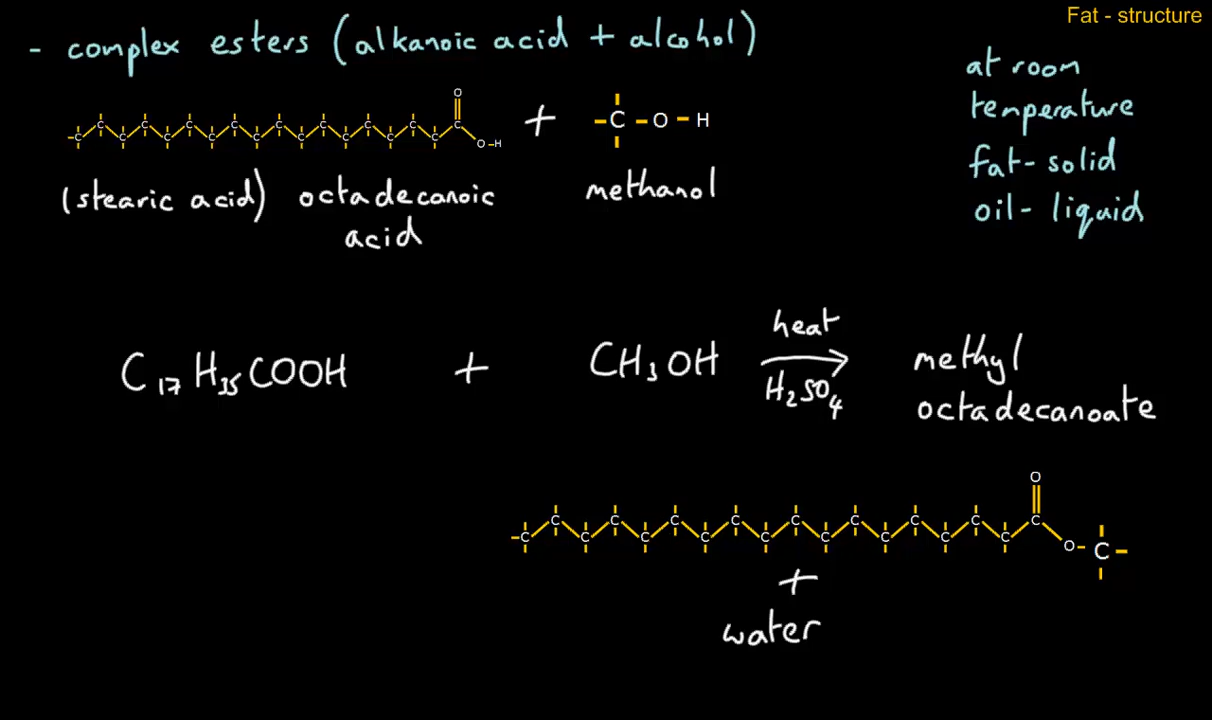 Fat - structure
- complex esters (alkanoic acid + alcohol)
at room
temperature
fat - solid
oil - liquid
C C C C C C C C C C C C C C C C C C O O-H
+
C-O-H
(stearic acid) octadecanoic
acid
methanol
C17H35COOH + CH3OH
heat
H2SO4
methyl
octadecanoate
C C C C C C C C C C C C C C C C C C O O-C
+
water